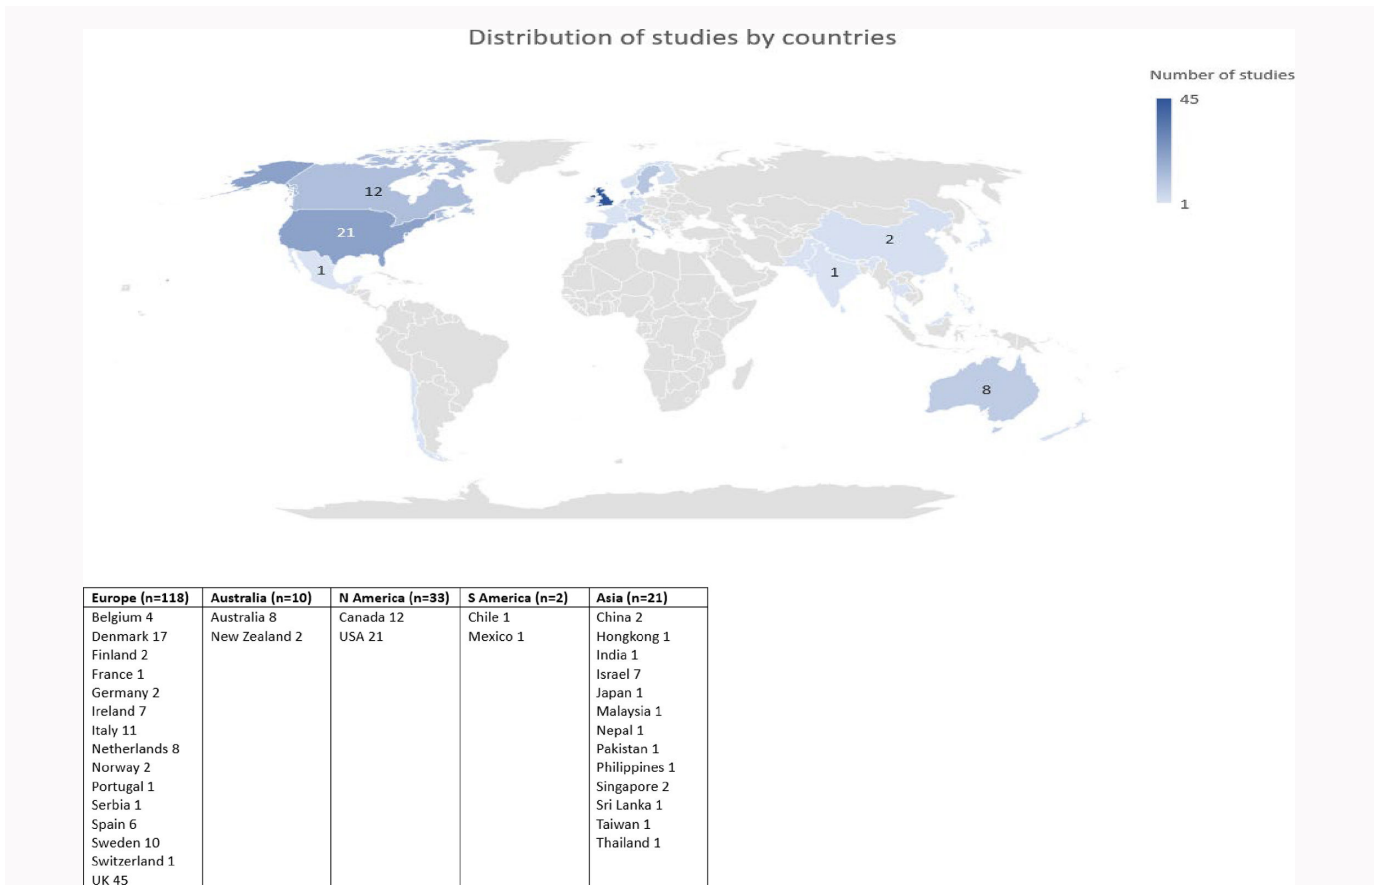 Distribution of studies by countries
Number of studies
45
1
12
21
1
2
1
8
Europe (n=118) Australia (n=10) N America (n=33) S America (n=2) Asia (n=21)
Belgium 4 Australia 8 Canada 12 Chile 1 China 2
Denmark 17 New Zealand 2 USA 21 Mexico 1 Hongkong 1
Finland 2 India 1
France 1 Israel 7
Germany 2 Japan 1
Ireland 7 Malaysia 1
Italy 11 Nepal 1
Netherlands 8 Pakistan 1
Norway 2 Philippines 1
Portugal 1 Singapore 2
Serbia 1 Sri Lanka 1
Spain 6 Taiwan 1
Sweden 10 Thailand 1
Switzerland 1
UK 45